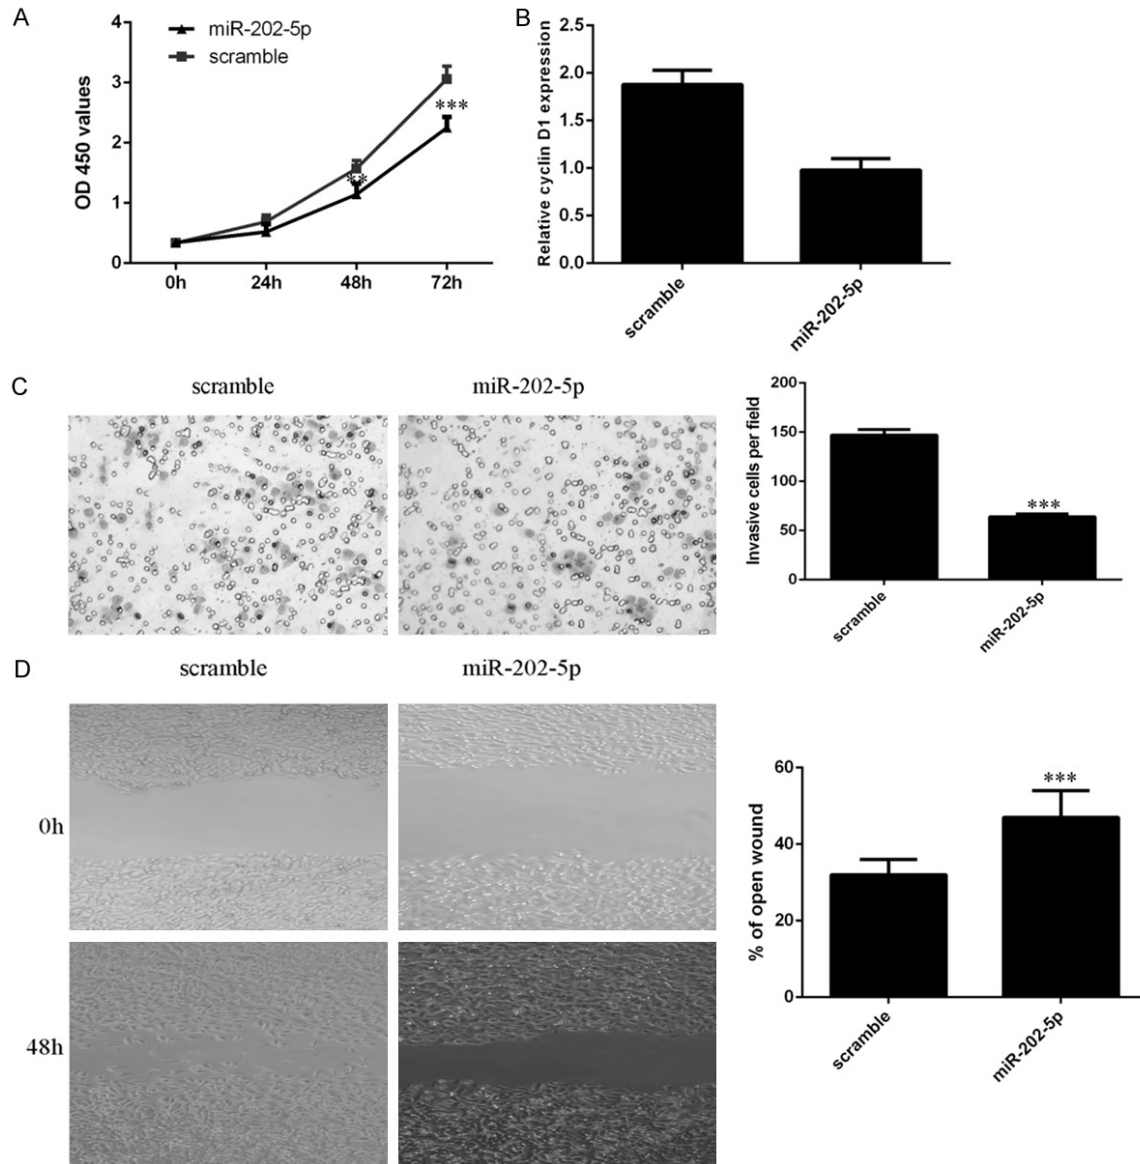 A
4
3
2
1
0
OD 450 values
miR-202-5p
scramble
**
***
0h
24h
48h
72h
B
2.5
2.0
1.5
1.0
0.5
0.0
Relative cyclin D1 expression
scramble
miR-202-5p
C
scramble
miR-202-5p
200
150
100
50
0
Invasive cells per field
***
scramble
miR-202-5p
D
scramble
miR-202-5p
0h
48h
60
40
20
0
% of open wound
***
scramble
miR-202-5p